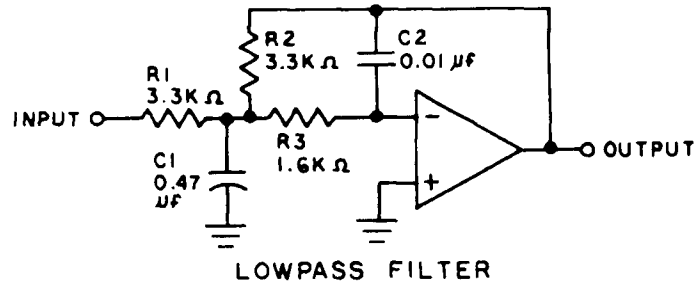 R2
3.3K Ω
C2
0.01 µf
R1
3.3K Ω
INPUT
R3
1.6K Ω
C1
0.47
µf
−
+
OUTPUT
LOWPASS FILTER